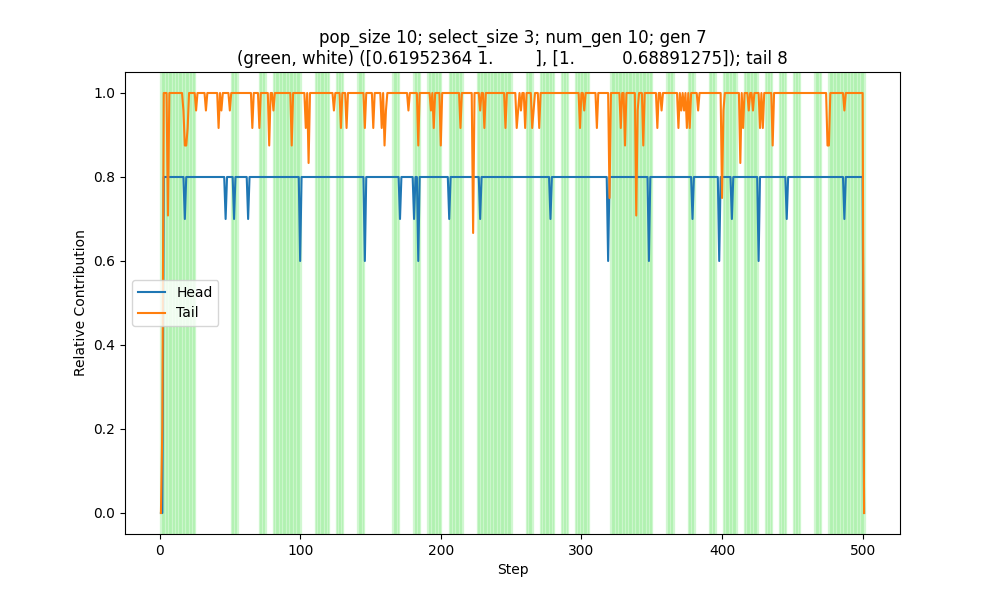 pop_size 10; select_size 3; num_gen 10; gen 7
(green, white) ([0.61952364 1.        ], [1.         0.68891275]); tail 8
1.0
0.8
0.6
0.4
0.2
0.0
Relative Contribution
Head
Tail
0
100
200
300
400
500
Step